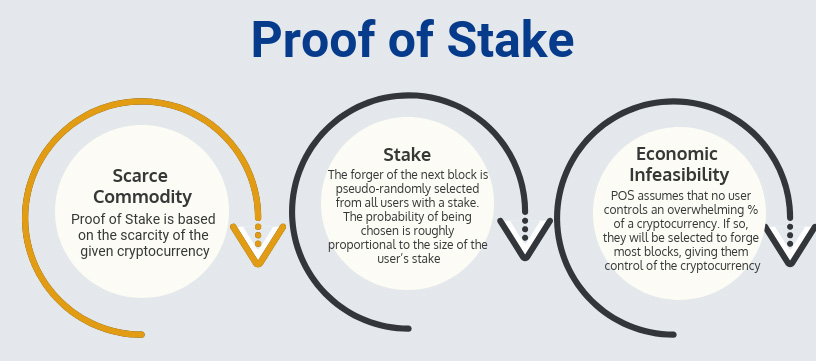 Proof of Stake
Scarce
Commodity
Proof of Stake is based
on the scarcity of the
given cryptocurrency
Stake
The forger of the next block is
pseudo-randomly selected
from all users with a stake.
The probability of being
chosen is roughly
proportional to the size of the
user's stake
Economic
Infeasibility
POS assumes that no user
controls an overwhelming %
of a cryptocurrency. If so,
they will be selected to forge
most blocks, giving them
control of the cryptocurrency